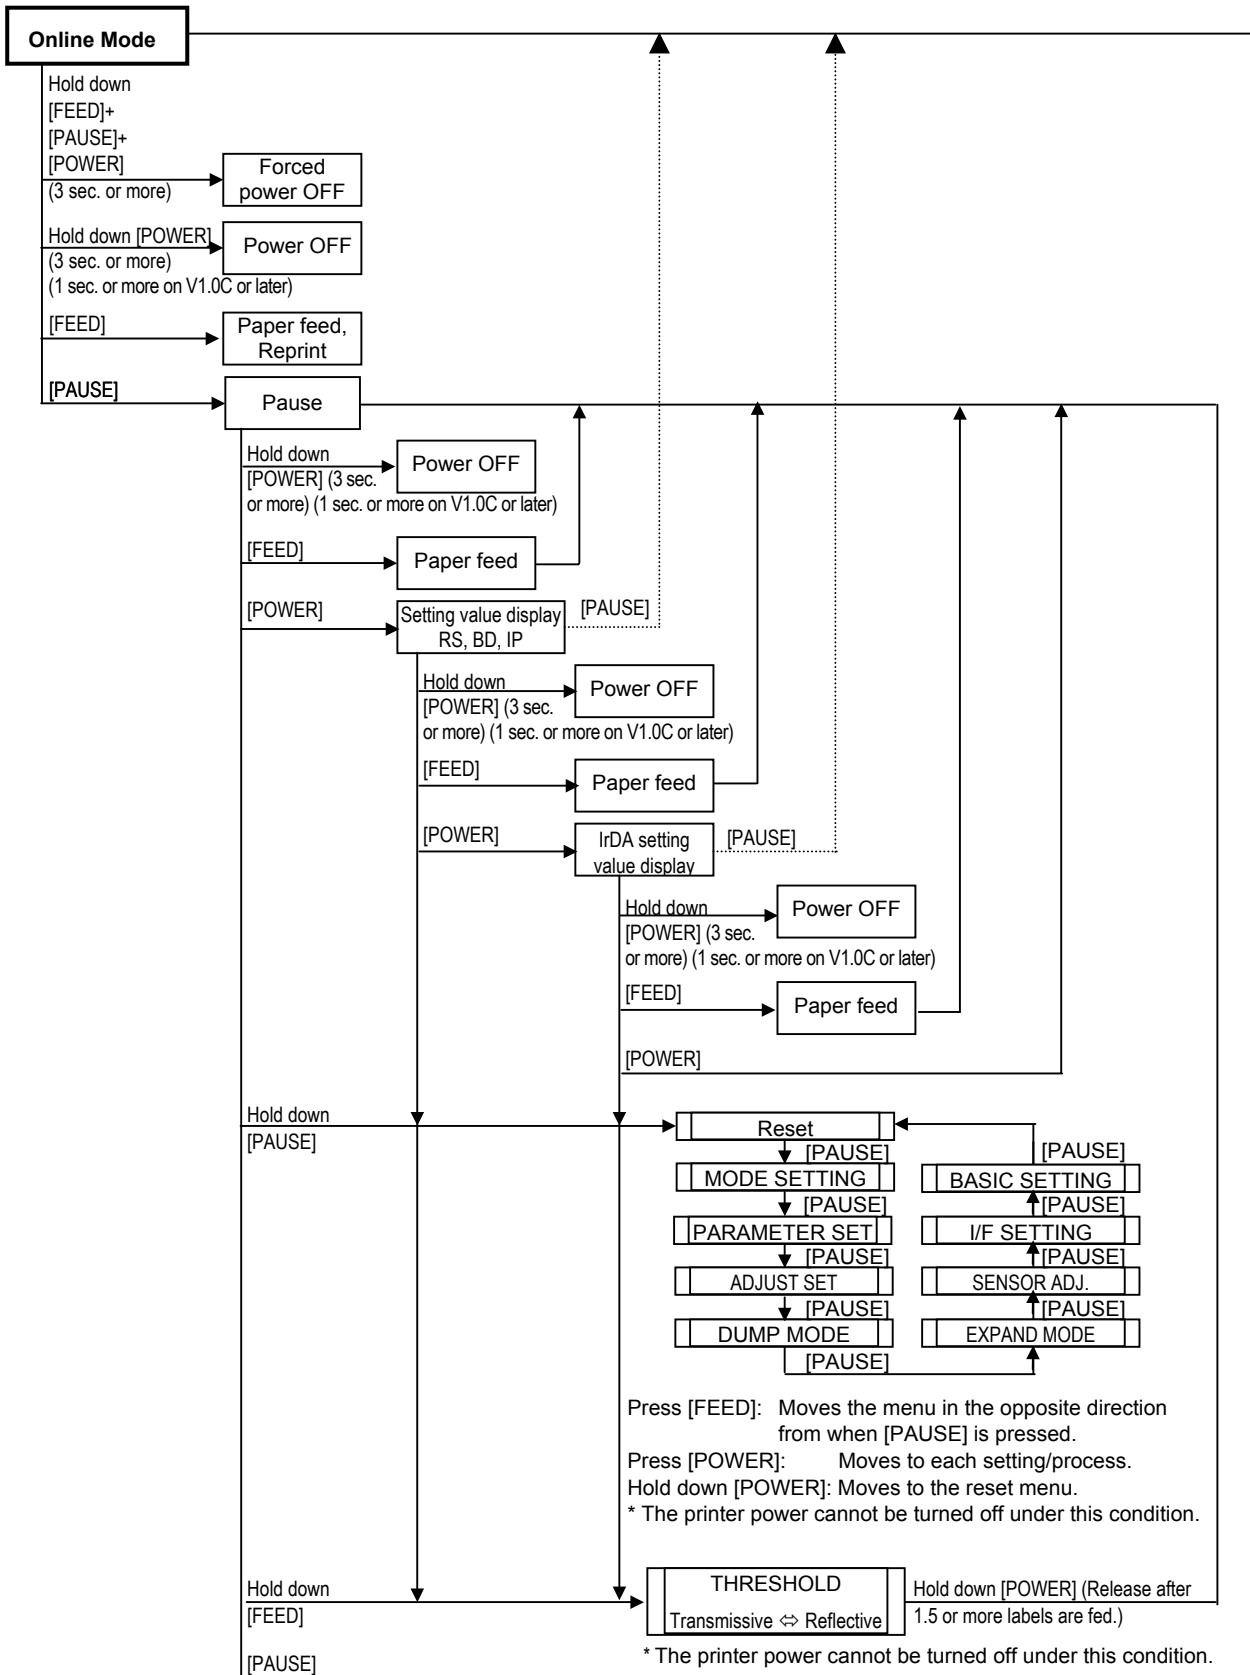 Online Mode
Hold down
[FEED]+
[PAUSE]+
[POWER]
(3 sec. or more)
Forced
power OFF
Hold down [POWER]
(3 sec. or more)
(1 sec. or more on V1.0C or later)
Power OFF
[FEED]
Paper feed,
Reprint
[PAUSE]
Pause
Hold down
[POWER] (3 sec.
or more) (1 sec. or more on V1.0C or later)
Power OFF
[FEED]
Paper feed
[POWER]
Setting value display
RS, BD, IP
[PAUSE]
Hold down
[POWER] (3 sec.
or more) (1 sec. or more on V1.0C or later)
Power OFF
[FEED]
Paper feed
[POWER]
IrDA setting
value display
[PAUSE]
Hold down
[POWER] (3 sec.
or more) (1 sec. or more on V1.0C or later)
Power OFF
[FEED]
Paper feed
[POWER]
Hold down
[PAUSE]
Reset
[PAUSE]
MODE SETTING
[PAUSE]
PARAMETER SET
[PAUSE]
ADJUST SET
[PAUSE]
DUMP MODE
[PAUSE]
EXPAND MODE
[PAUSE]
SENSOR ADJ.
[PAUSE]
I/F SETTING
[PAUSE]
BASIC SETTING
[PAUSE]
Press [FEED]: Moves the menu in the opposite direction
from when [PAUSE] is pressed.
Press [POWER]: Moves to each setting/process.
Hold down [POWER]: Moves to the reset menu.
* The printer power cannot be turned off under this condition.
Hold down
[FEED]
THRESHOLD
Transmissive ⇔ Reflective
Hold down [POWER] (Release after
1.5 or more labels are fed.)
* The printer power cannot be turned off under this condition.
[PAUSE]